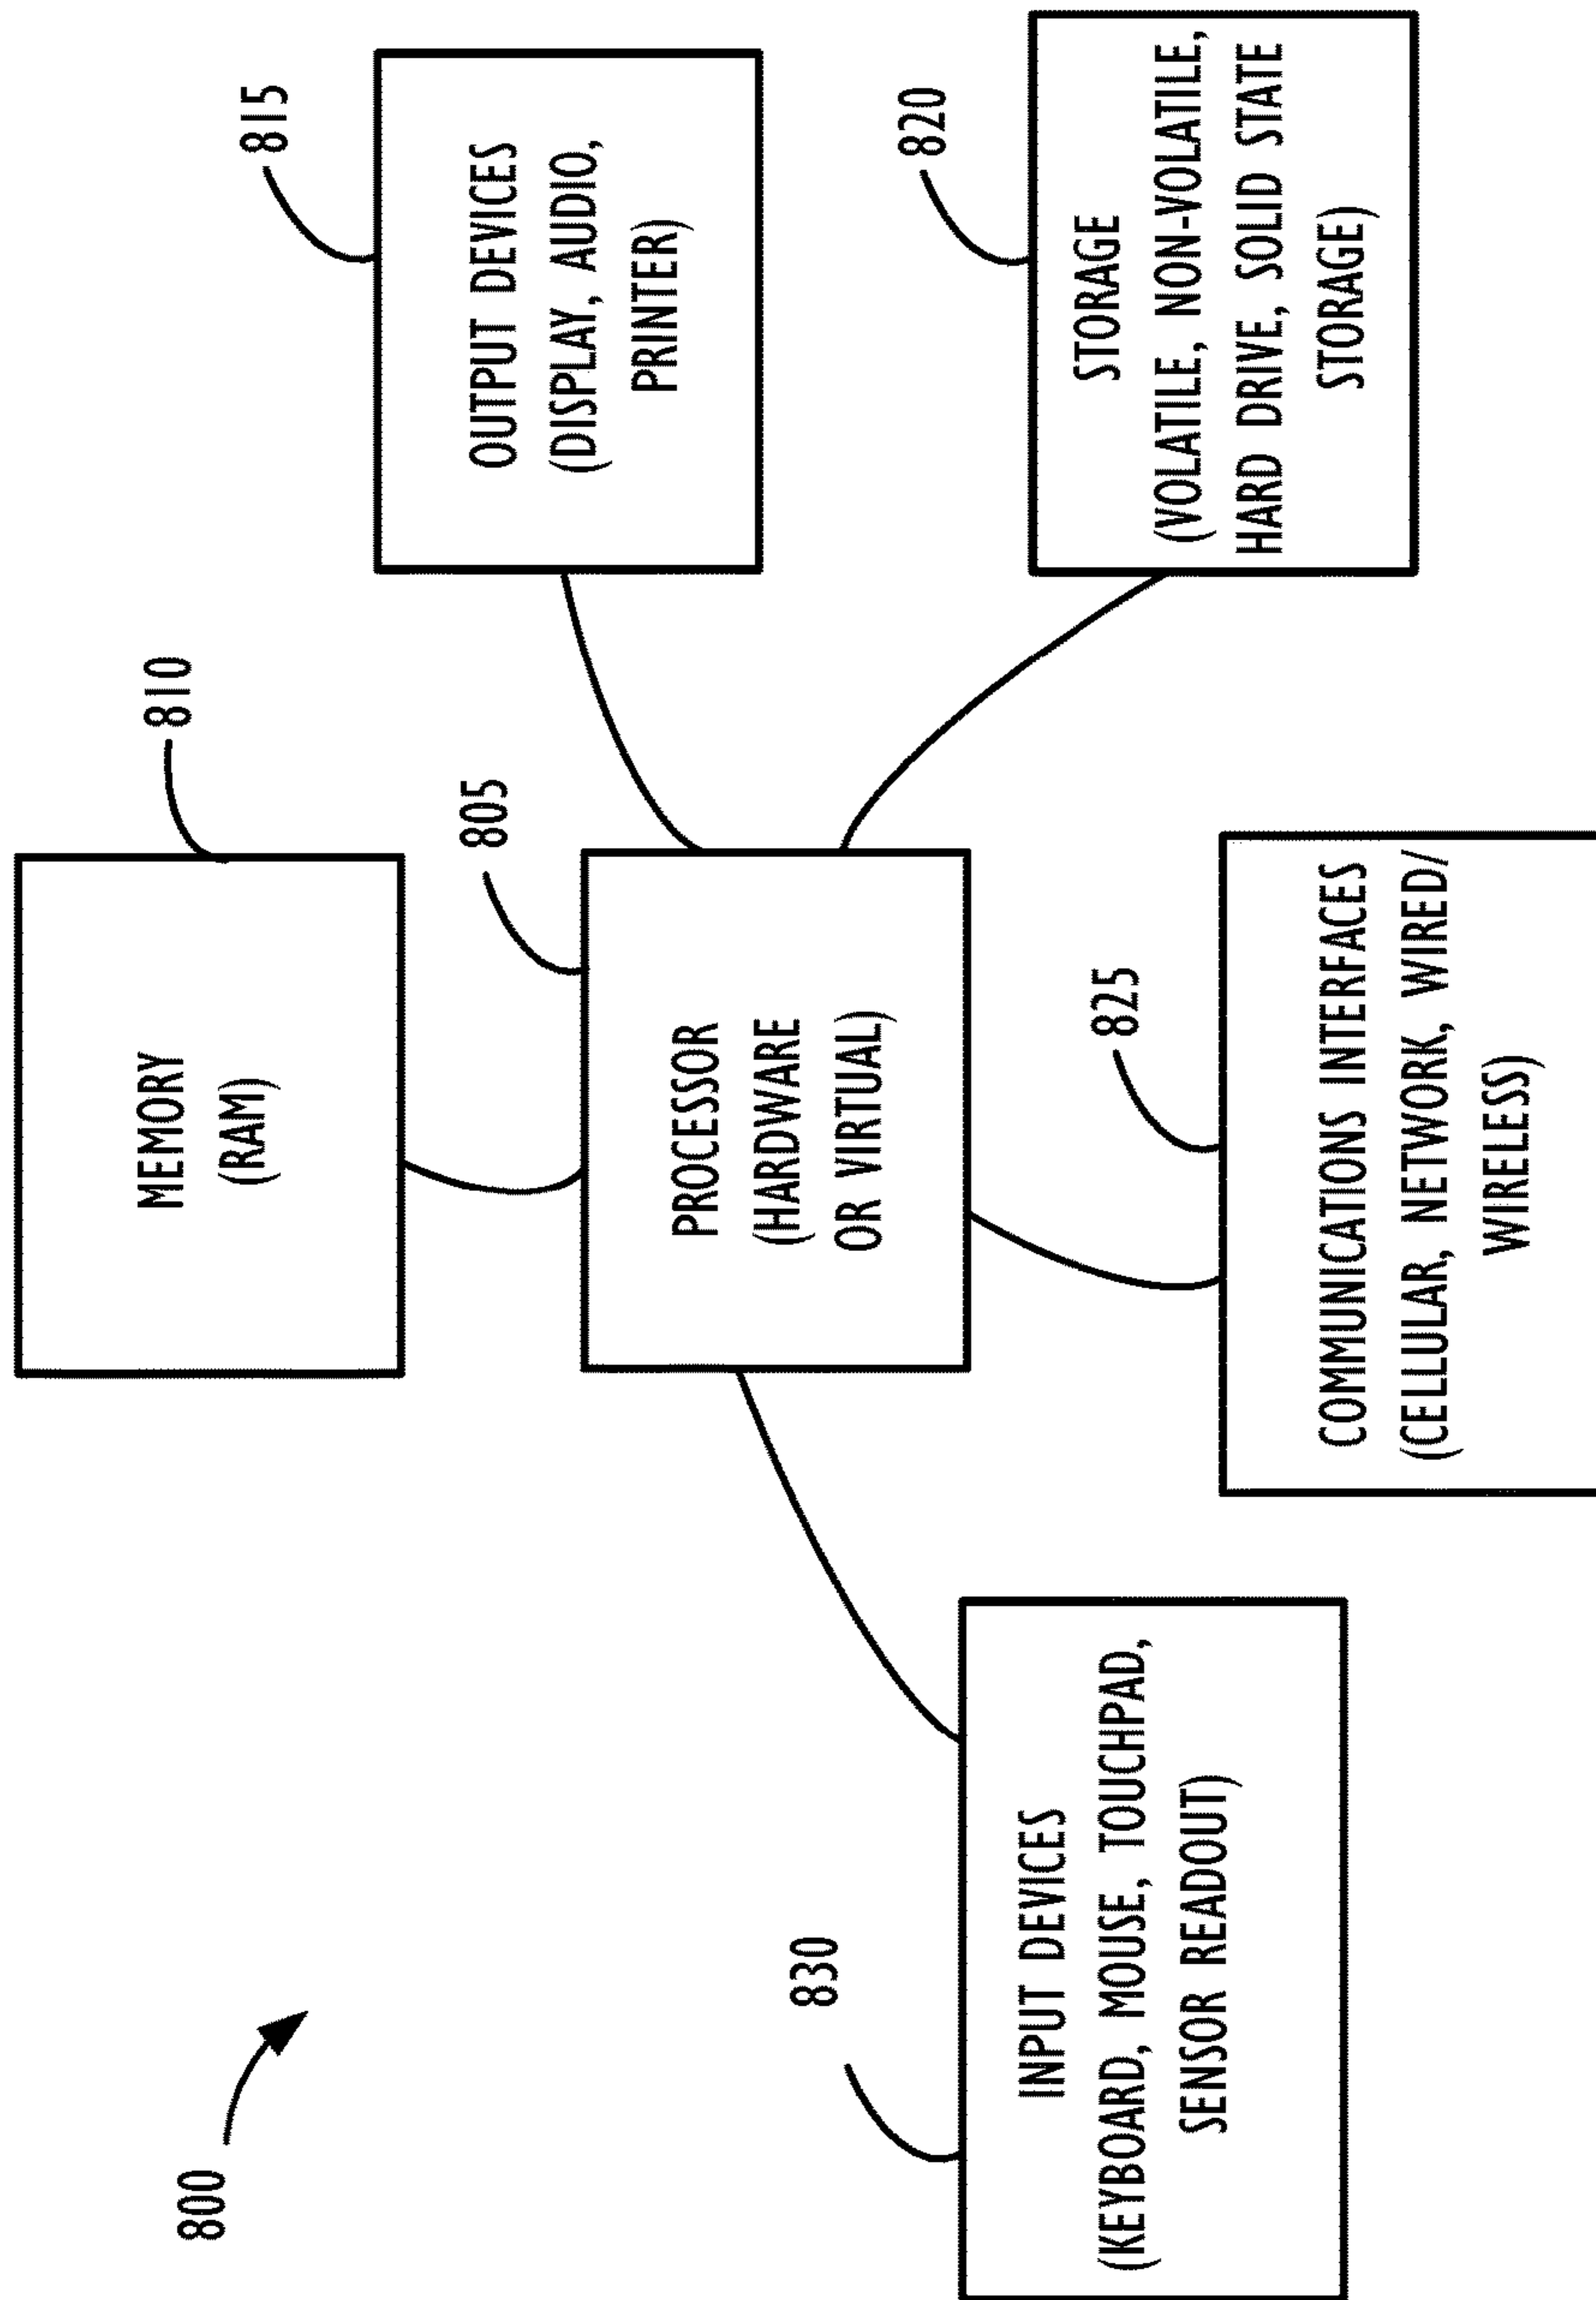 800
810
MEMORY
(RAM)
815
OUTPUT DEVICES
(DISPLAY, AUDIO,
PRINTER)
805
PROCESSOR
(HARDWARE
OR VIRTUAL)
820
STORAGE
(VOLATILE, NON-VOLATILE,
HARD DRIVE, SOLID STATE
STORAGE)
830
INPUT DEVICES
(KEYBOARD, MOUSE, TOUCHPAD,
SENSOR READOUT)
825
COMMUNICATIONS INTERFACES
(CELLULAR, NETWORK, WIRED/
WIRELESS)